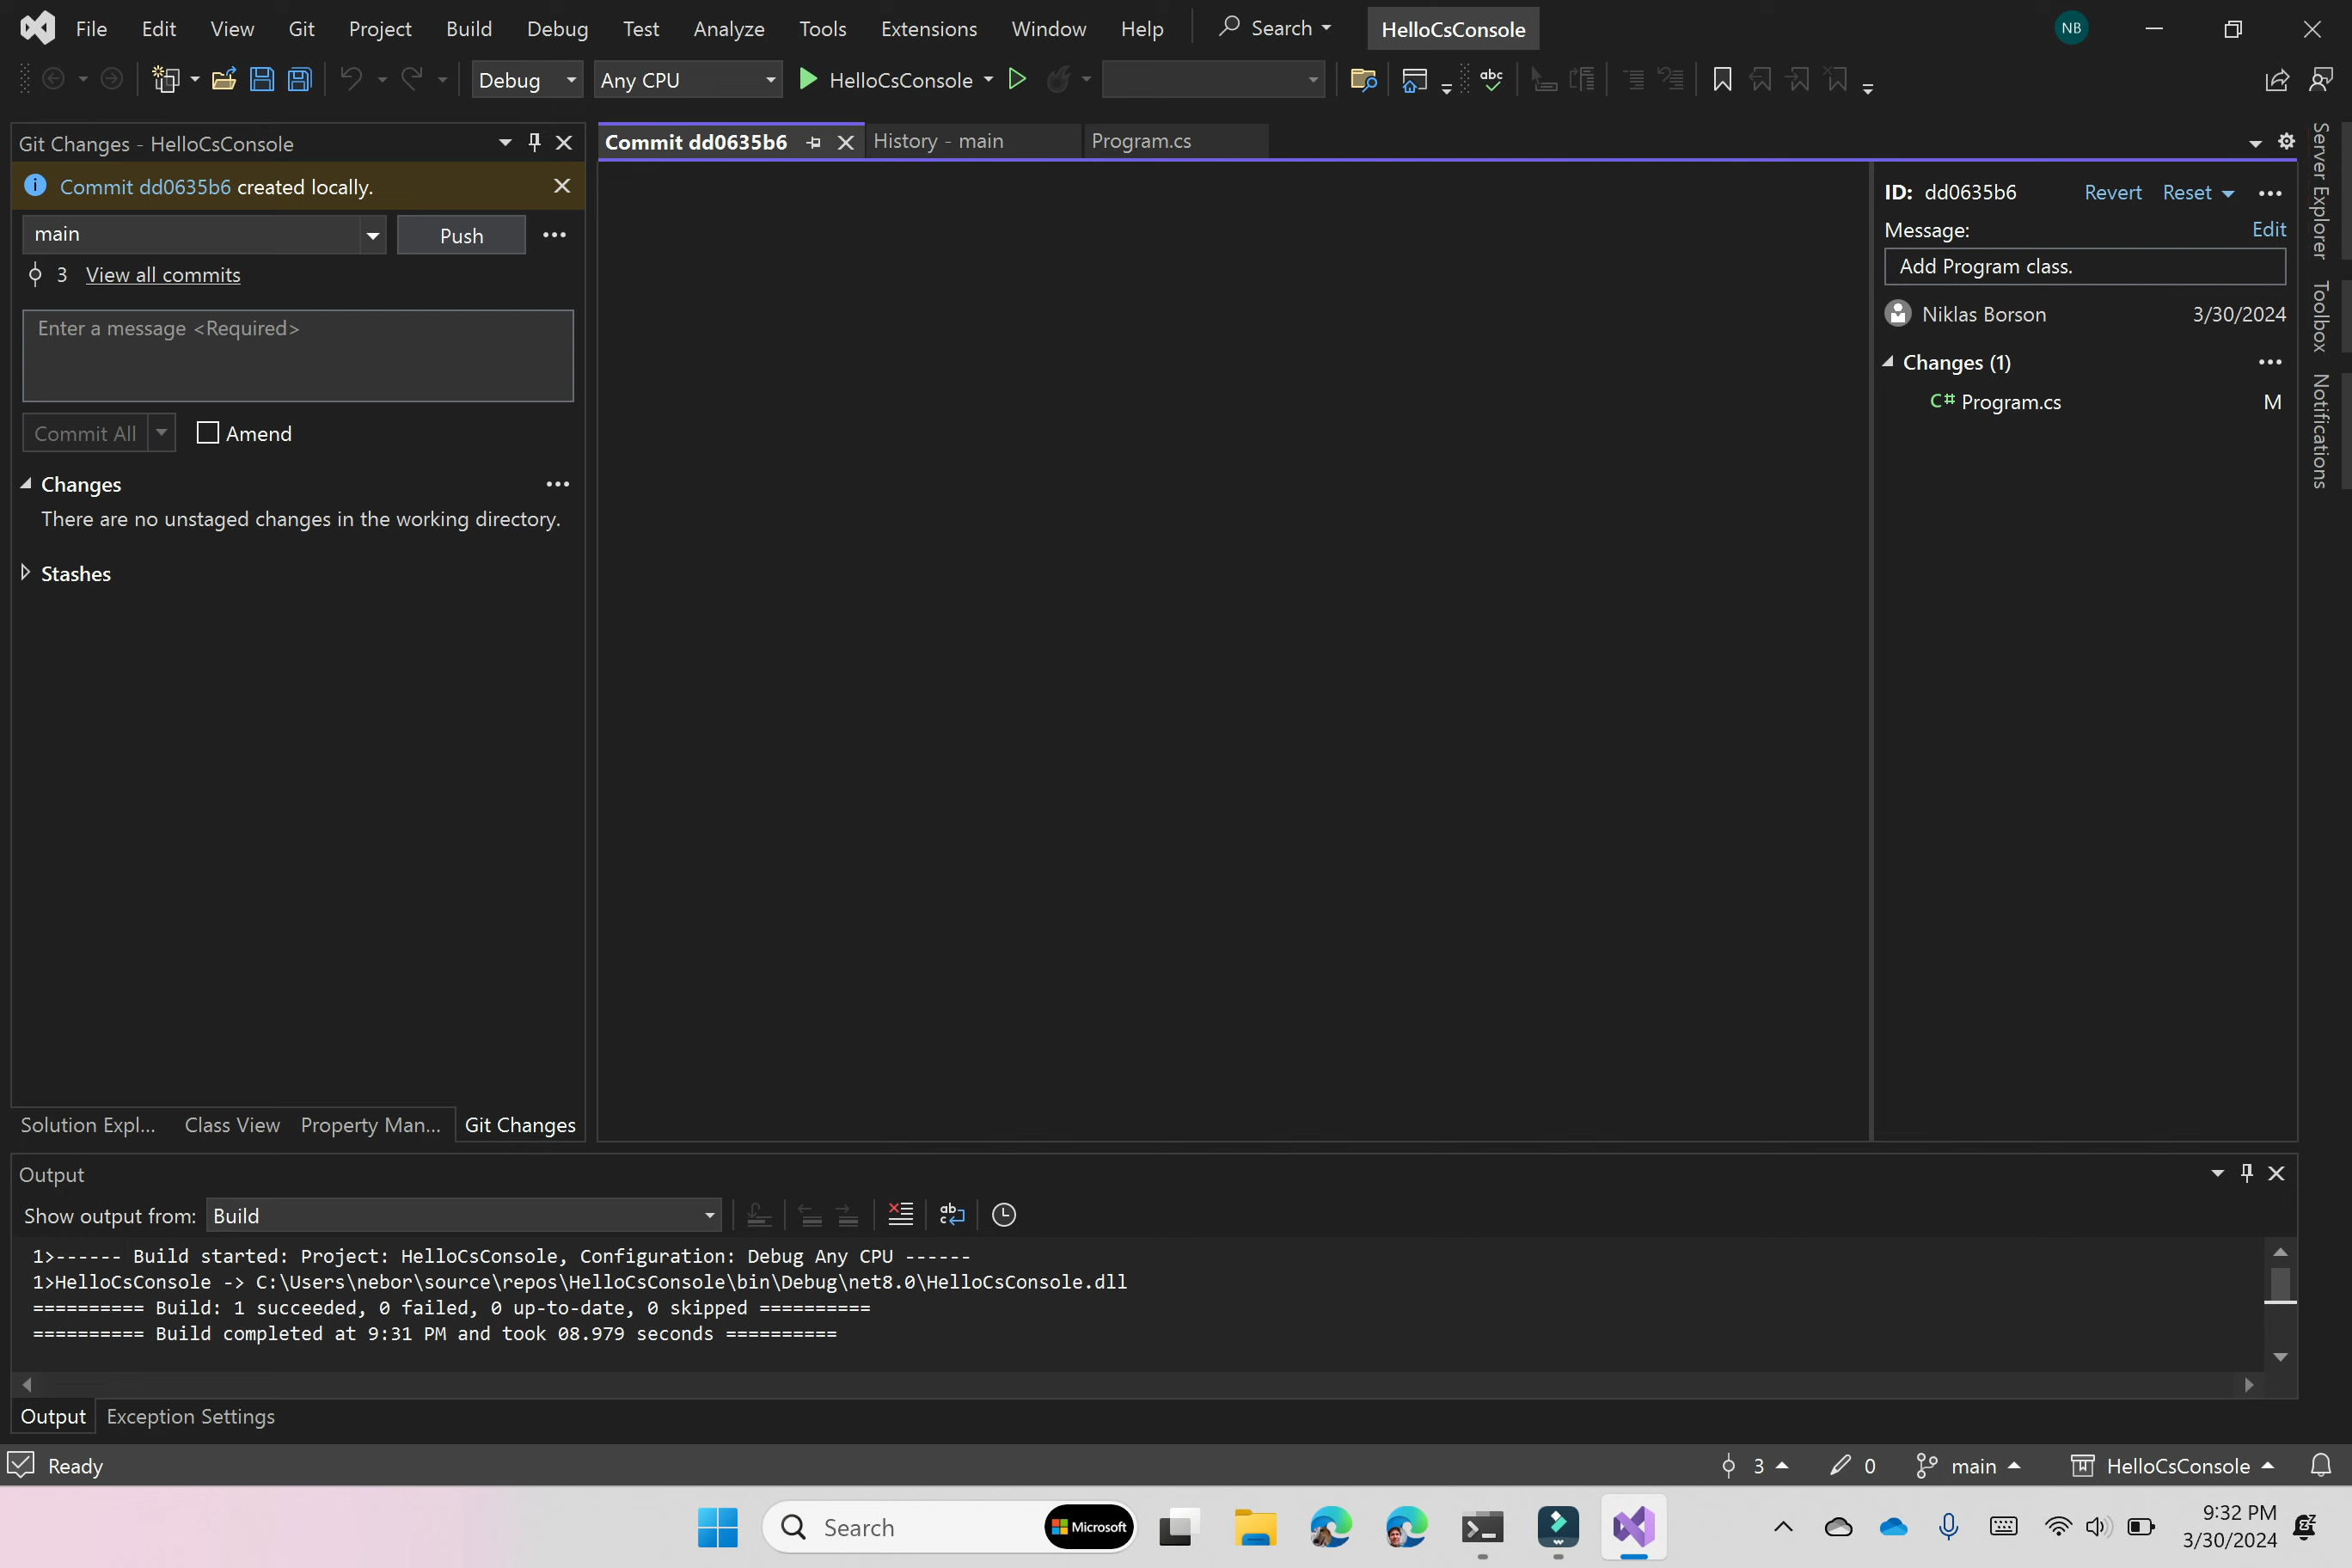 File Edit View Git Project Build Debug Test Analyze Tools Extensions Window Help Search HelloCsConsole NB
Debug Any CPU HelloCsConsole abc
Git Changes - HelloCsConsole
Commit dd0635b6 created locally.
main Push
3 View all commits
Enter a message <Required>
Commit All Amend
Changes
There are no unstaged changes in the working directory.
Stashes
Solution Expl... Class View Property Man... Git Changes
Commit dd0635b6 History - main Program.cs
ID: dd0635b6 Revert Reset
Message: Edit
Add Program class.
Niklas Borson 3/30/2024
Changes (1)
C# Program.cs M
Server Explorer
Toolbox
Notifications
Output
Show output from: Build
1>------ Build started: Project: HelloCsConsole, Configuration: Debug Any CPU ------
1>HelloCsConsole -> C:\Users\nebor\source\repos\HelloCsConsole\bin\Debug\net8.0\HelloCsConsole.dll
========== Build: 1 succeeded, 0 failed, 0 up-to-date, 0 skipped ==========
========== Build completed at 9:31 PM and took 08.979 seconds ==========
Output Exception Settings
Ready 3 0 main HelloCsConsole
Search Microsoft 9:32 PM
3/30/2024